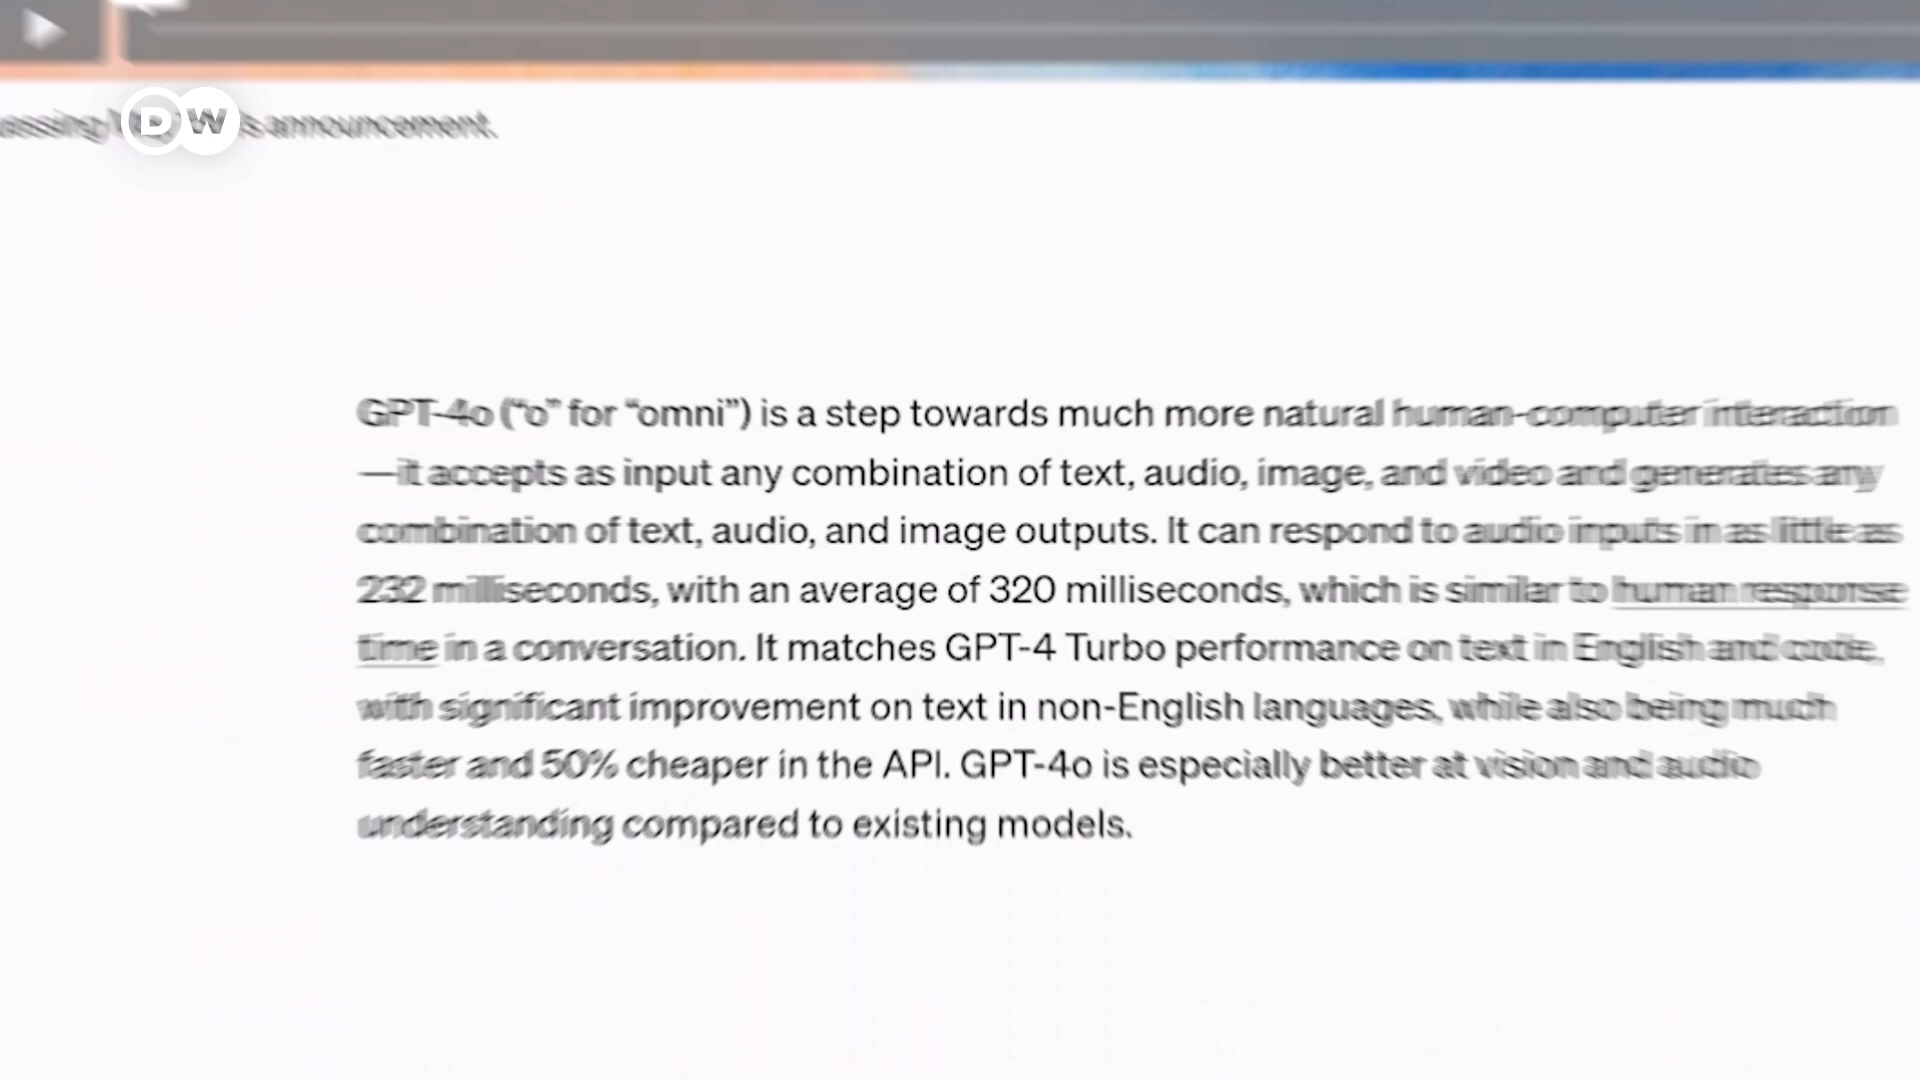 DW
announcement.
GPT-4o (“o” for “omni”) is a step towards much more natural human-computer interaction
—it accepts as input any combination of text, audio, image, and video and generates any
combination of text, audio, and image outputs. It can respond to audio inputs in as little as
232 milliseconds, with an average of 320 milliseconds, which is similar to human response
time in a conversation. It matches GPT-4 Turbo performance on text in English and code,
with significant improvement on text in non-English languages, while also being much
faster and 50% cheaper in the API. GPT-4o is especially better at vision and audio
understanding compared to existing models.